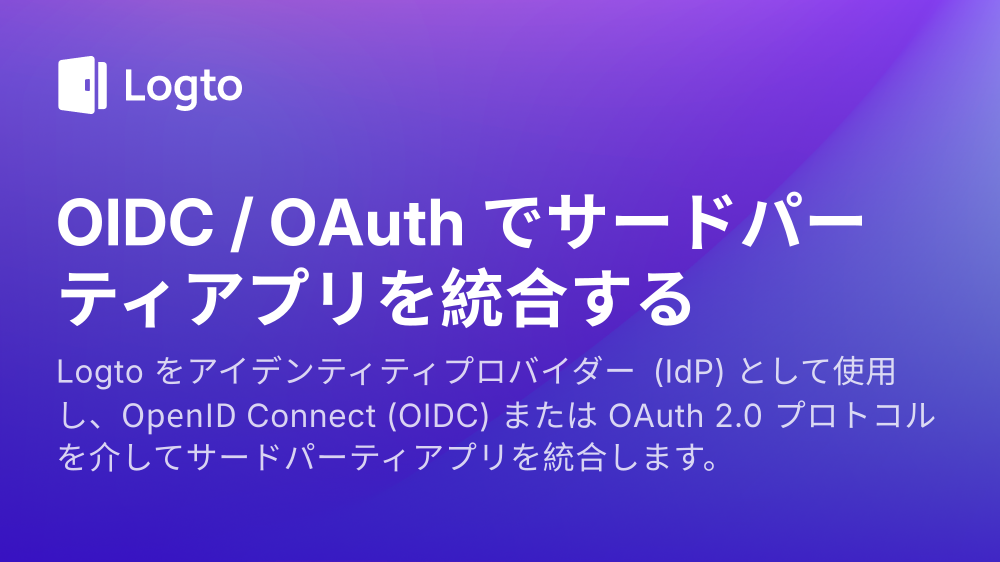 Logto
OIDC / OAuth でサードパー
ティアプリを統合する
Logto をアイデンティティプロバイダー (IdP) として使用
し、OpenID Connect (OIDC) または OAuth 2.0 プロトコル
を介してサードパーティアプリを統合します。